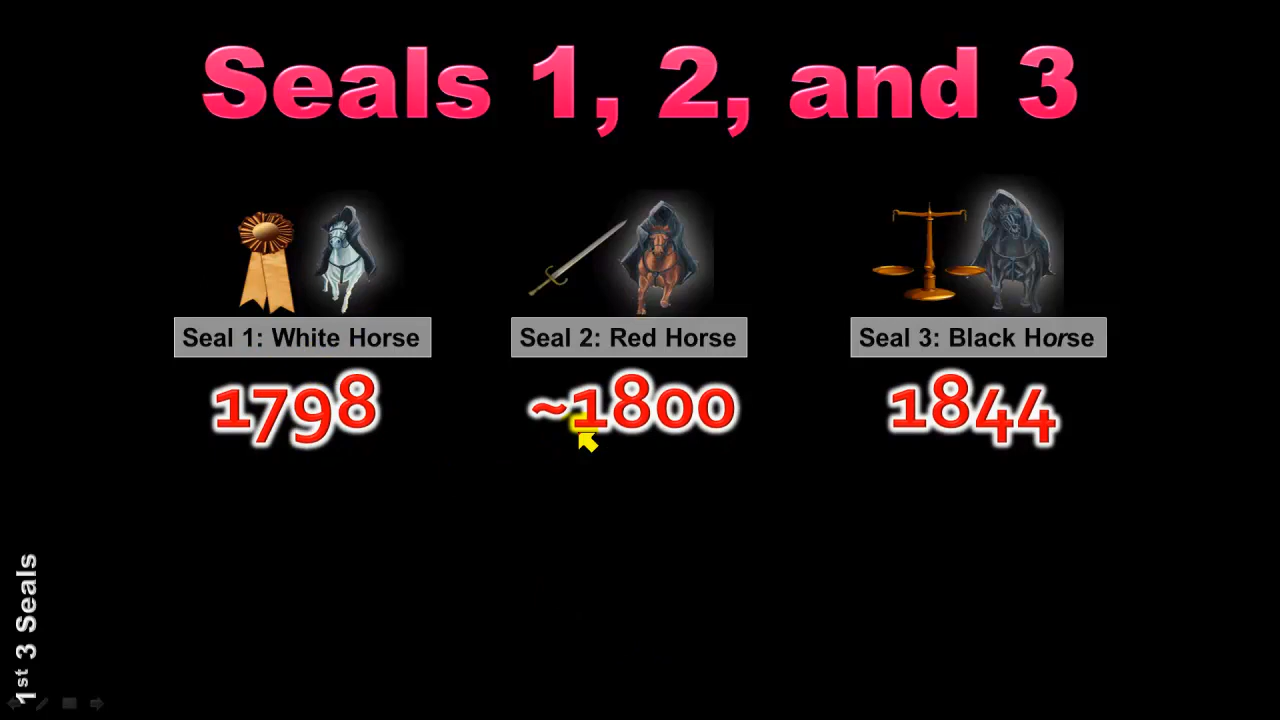 Seals 1, 2, and 3
Seal 1: White Horse
Seal 2: Red Horse
Seal 3: Black Horse
1798
~1800
1844
1st 3 Seals